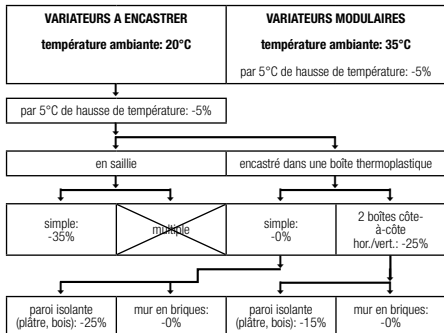 VARIATEURS A ENCASTRER
température ambiante: 20°C
VARIATEURS MODULAIRES
température ambiante: 35°C
par 5°C de hausse de température: -5%
par 5°C de hausse de température: -5%
en saillie
encastré dans une boîte thermoplastique
simple:
-35%
multiple
simple:
-0%
2 boîtes côte-
à-côte
hor./vert.: -25%
paroi isolante
(plâtre, bois): -25%
mur en briques:
-0%
paroi isolante
(plâtre, bois): -15%
mur en briques:
-0%